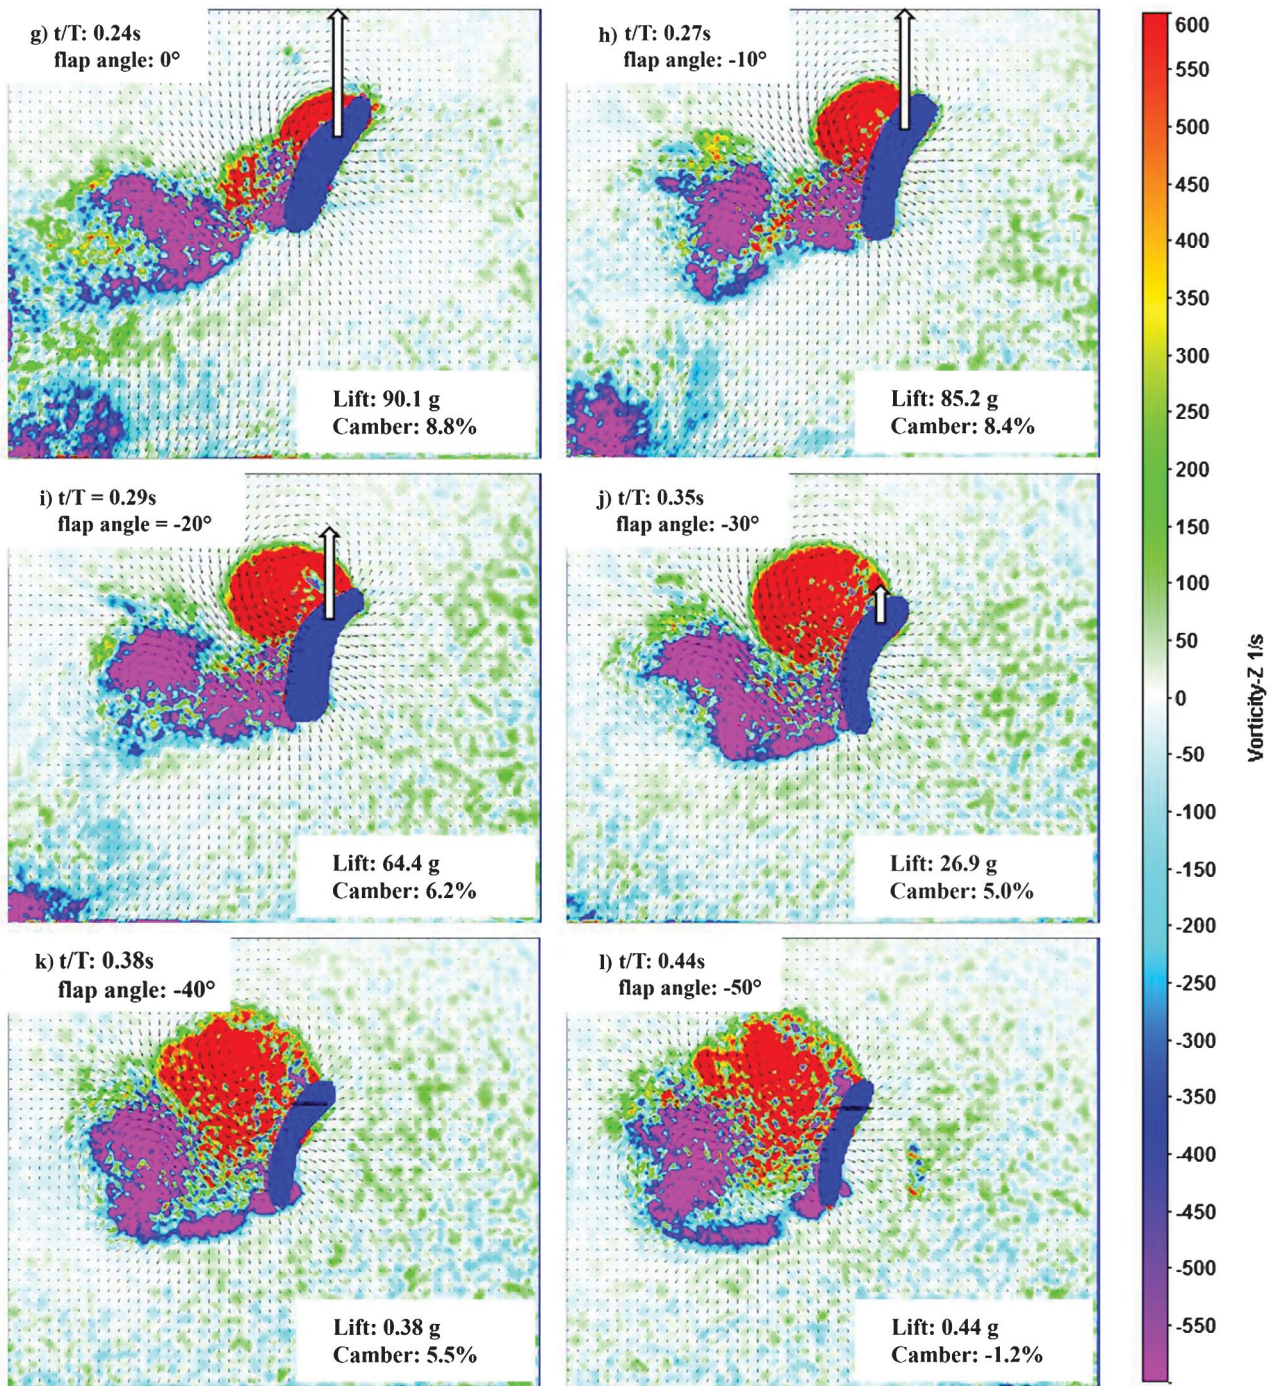 g) t/T: 0.24s
flap angle: 0°
Lift: 90.1 g
Camber: 8.8%
h) t/T: 0.27s
flap angle: -10°
Lift: 85.2 g
Camber: 8.4%
i) t/T = 0.29s
flap angle = -20°
Lift: 64.4 g
Camber: 6.2%
j) t/T: 0.35s
flap angle: -30°
Lift: 26.9 g
Camber: 5.0%
k) t/T: 0.38s
flap angle: -40°
Lift: 0.38 g
Camber: 5.5%
l) t/T: 0.44s
flap angle: -50°
Lift: 0.44 g
Camber: -1.2%
600
550
500
450
400
350
300
250
200
150
100
50
0
-50
-100
-150
-200
-250
-300
-350
-400
-450
-500
-550
Vorticity-Z 1/s